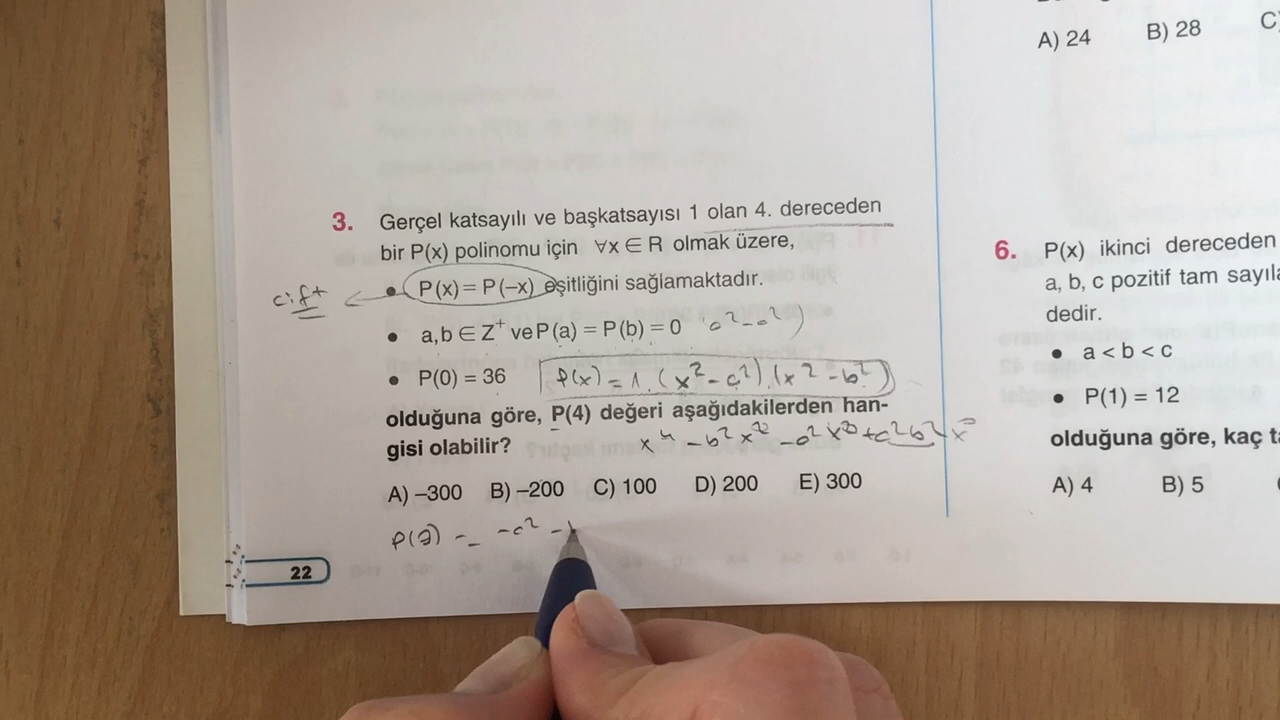 A) 24 B) 28
3. Gerçel katsayılı ve başkatsayısı 1 olan 4. dereceden
bir P(x) polinomu için ∀x ∈ R olmak üzere,
çift
• P(x) = P(–x) eşitliğini sağlamaktadır.
• a, b ∈ Z⁺ ve P(a) = P(b) = 0
• P(0) = 36 P(x) = 1.(x² – a²).(x² – b²)
olduğuna göre, P(4) değeri aşağıdakilerden han-
gisi olabilir?
A) –300 B) –200 C) 100 D) 200 E) 300
22
6. P(x) ikinci dereceden
a, b, c pozitif tam sayıl
dedir.
• a < b < c
• P(1) = 12
olduğuna göre, kaç t
A) 4 B) 5